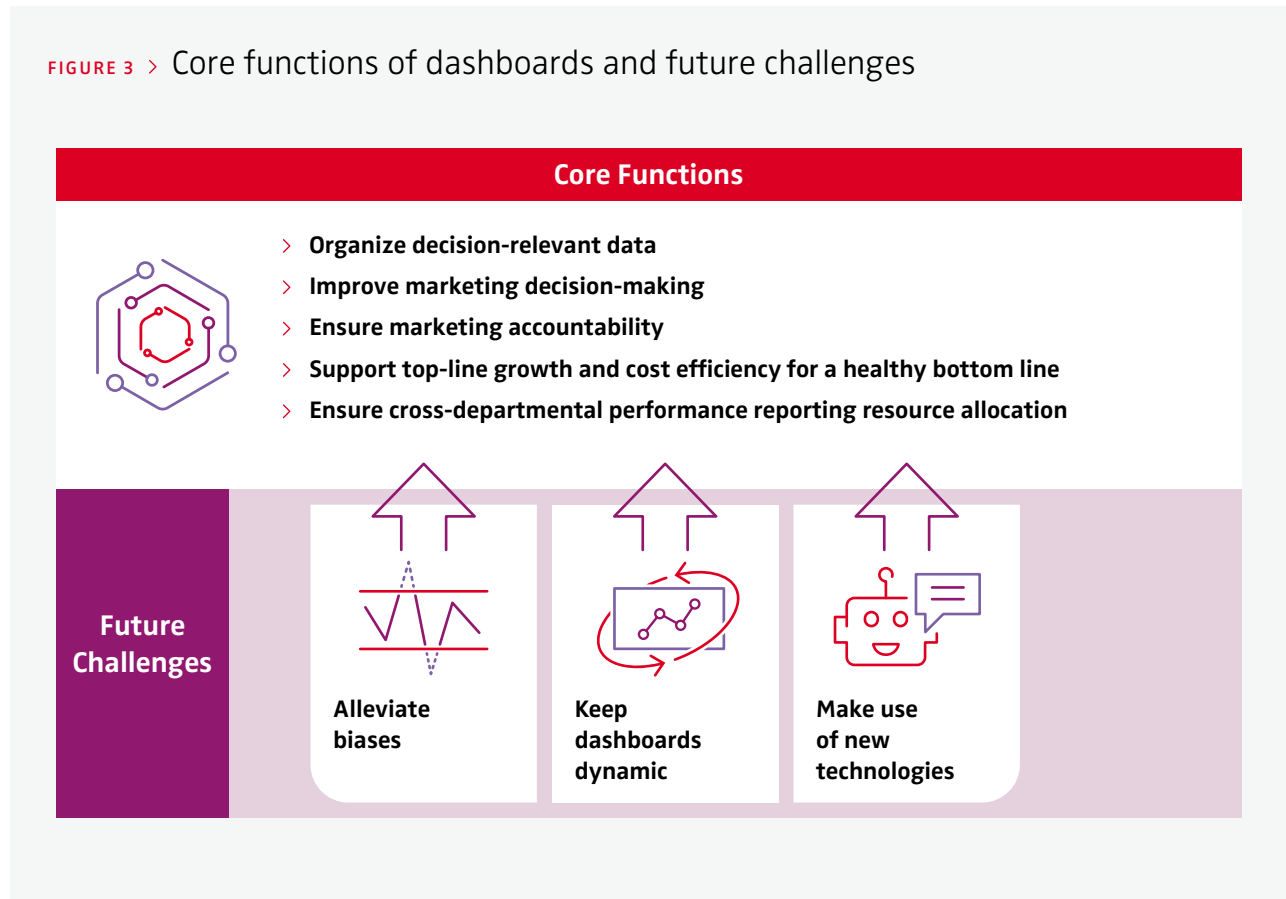 FIGURE 3 > Core functions of dashboards and future challenges
Core Functions
> Organize decision-relevant data
> Improve marketing decision-making
> Ensure marketing accountability
> Support top-line growth and cost efficiency for a healthy bottom line
> Ensure cross-departmental performance reporting resource allocation
Future
Challenges
Alleviate
biases
Keep
dashboards
dynamic
Make use
of new
technologies